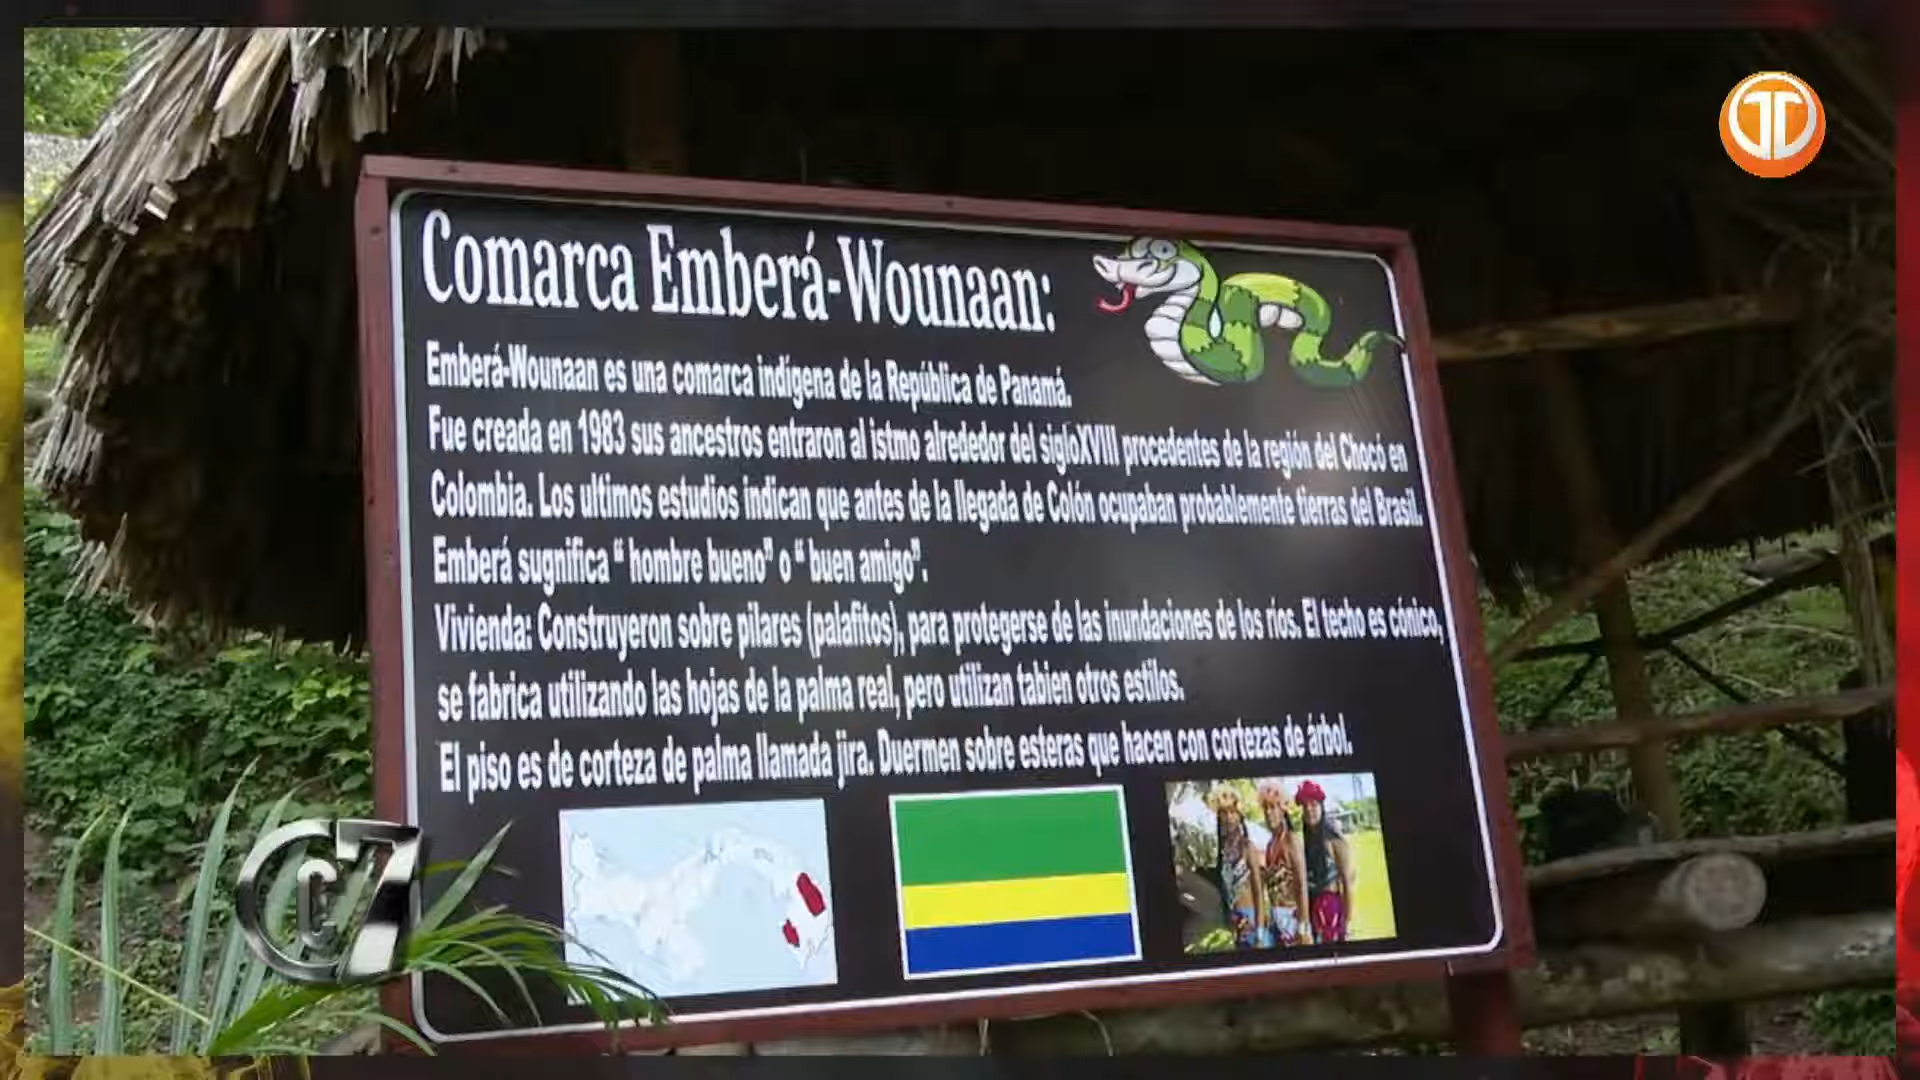 Comarca Emberá-Wounaan:
Emberá-Wounaan es una comarca indígena de la República de Panamá.
Fue creada en 1983 sus ancestros entraron al istmo alrededor del sigloXVIII procedentes de la región del Chocó en
Colombia. Los ultimos estudios indican que antes de la llegada de Colón ocupaban probablemente tierras del Brasil.
Emberá sugnifica “ hombre bueno” o “ buen amigo”.
Vivienda: Construyeron sobre pilares (palafitos), para protegerse de las inundaciones de los ríos. El techo es cónico,
se fabrica utilizando las hojas de la palma real, pero utilizan tabien otros estilos.
El piso es de corteza de palma llamada jira. Duermen sobre esteras que hacen con cortezas de árbol.
C7